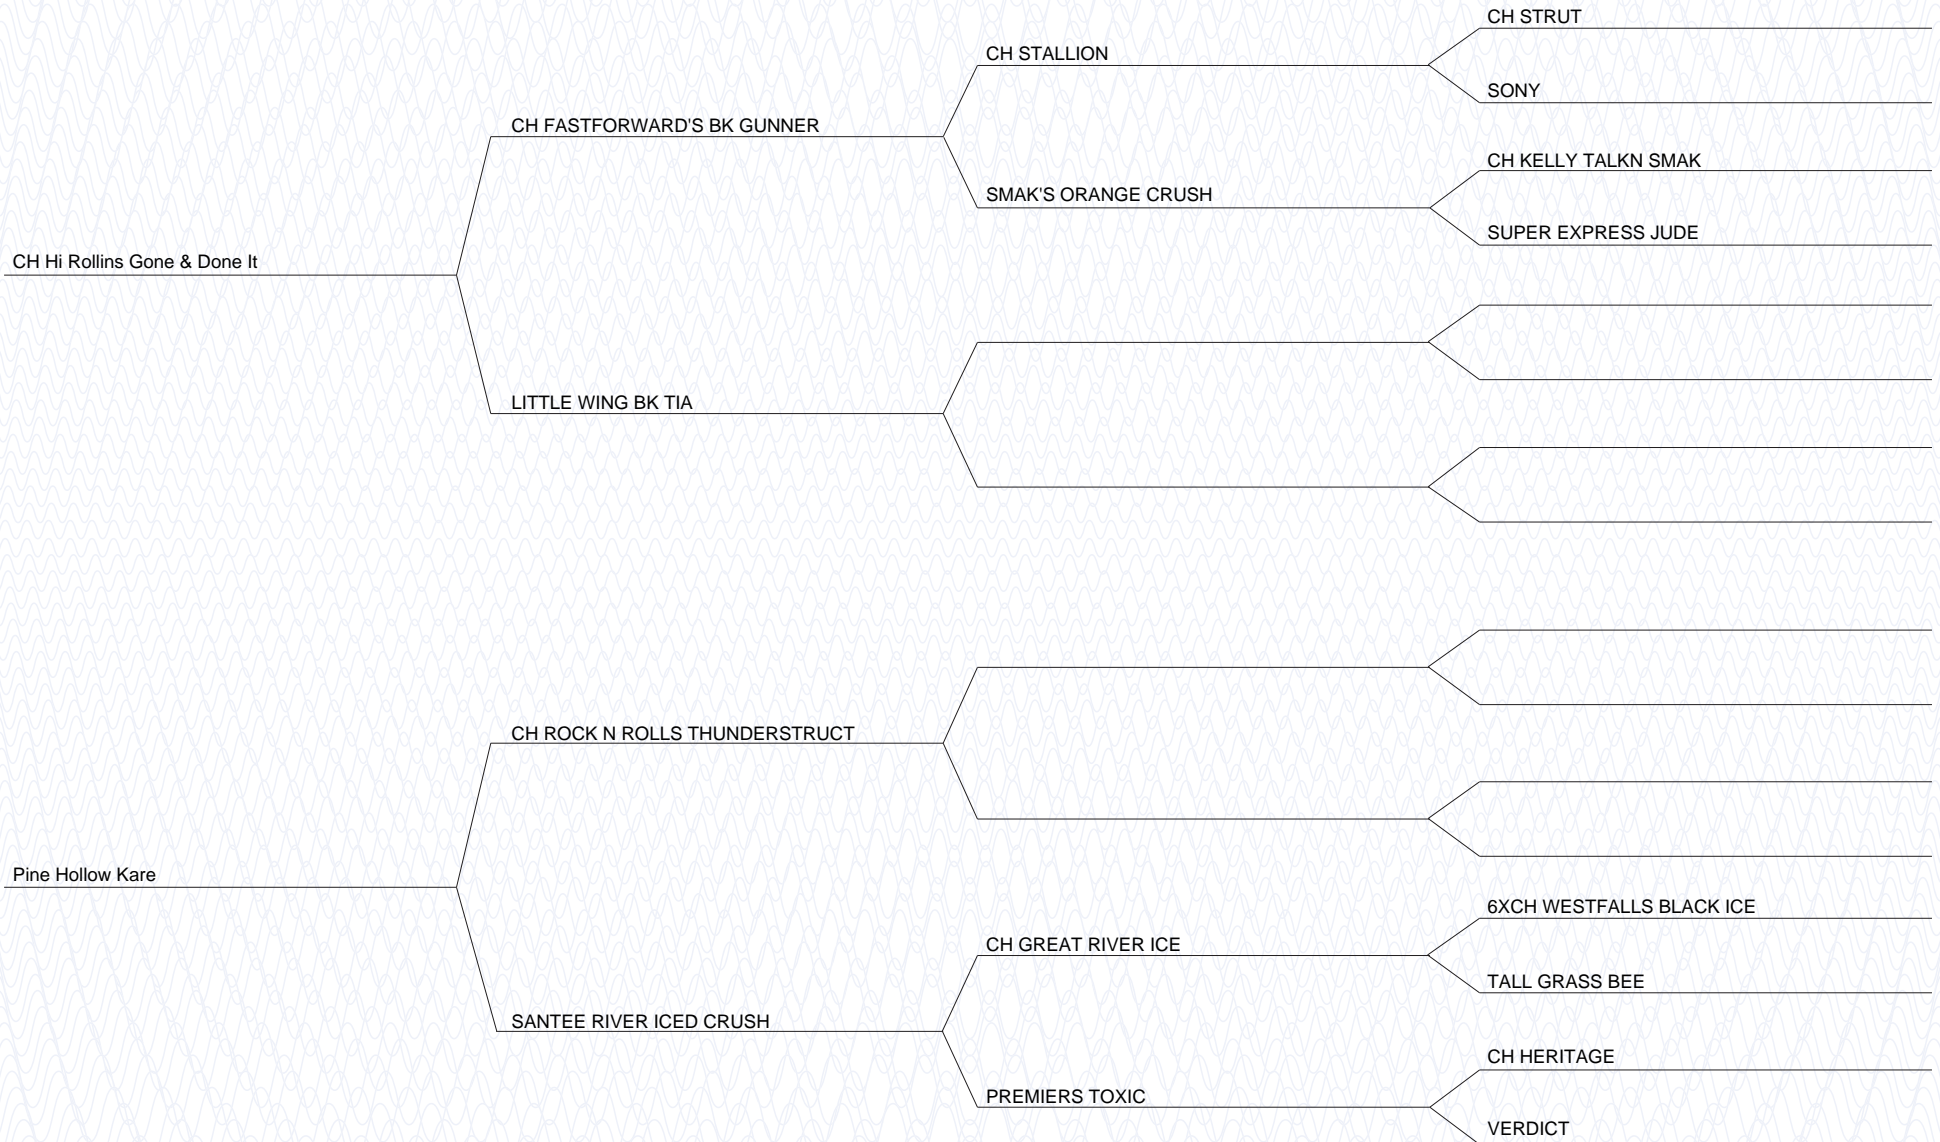 CH STRUT
CH STALLION
SONY
CH FASTFORWARD'S BK GUNNER
CH KELLY TALKN SMAK
SMAK'S ORANGE CRUSH
SUPER EXPRESS JUDE
CH Hi Rollins Gone & Done It
LITTLE WING BK TIA
CH ROCK N ROLLS THUNDERSTRUCT
Pine Hollow Kare
6XCH WESTFALLS BLACK ICE
CH GREAT RIVER ICE
TALL GRASS BEE
SANTEE RIVER ICED CRUSH
CH HERITAGE
PREMIERS TOXIC
VERDICT